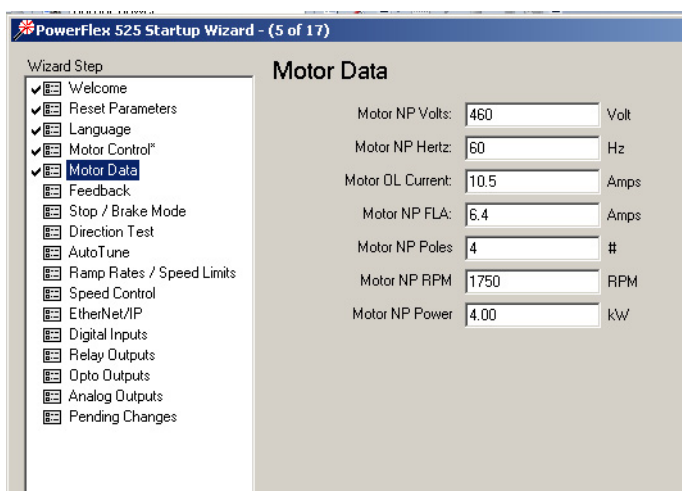 PowerFlex 525 Startup Wizard - (5 of 17)
Wizard Step
Welcome
Reset Parameters
Language
Motor Control*
Motor Data
Feedback
Stop / Brake Mode
Direction Test
AutoTune
Ramp Rates / Speed Limits
Speed Control
EtherNet/IP
Digital Inputs
Relay Outputs
Opto Outputs
Analog Outputs
Pending Changes
Motor Data
Motor NP Volts: 460 Volt
Motor NP Hertz: 60 Hz
Motor OL Current: 10.5 Amps
Motor NP FLA: 6.4 Amps
Motor NP Poles 4 #
Motor NP RPM 1750 RPM
Motor NP Power 4.00 kW